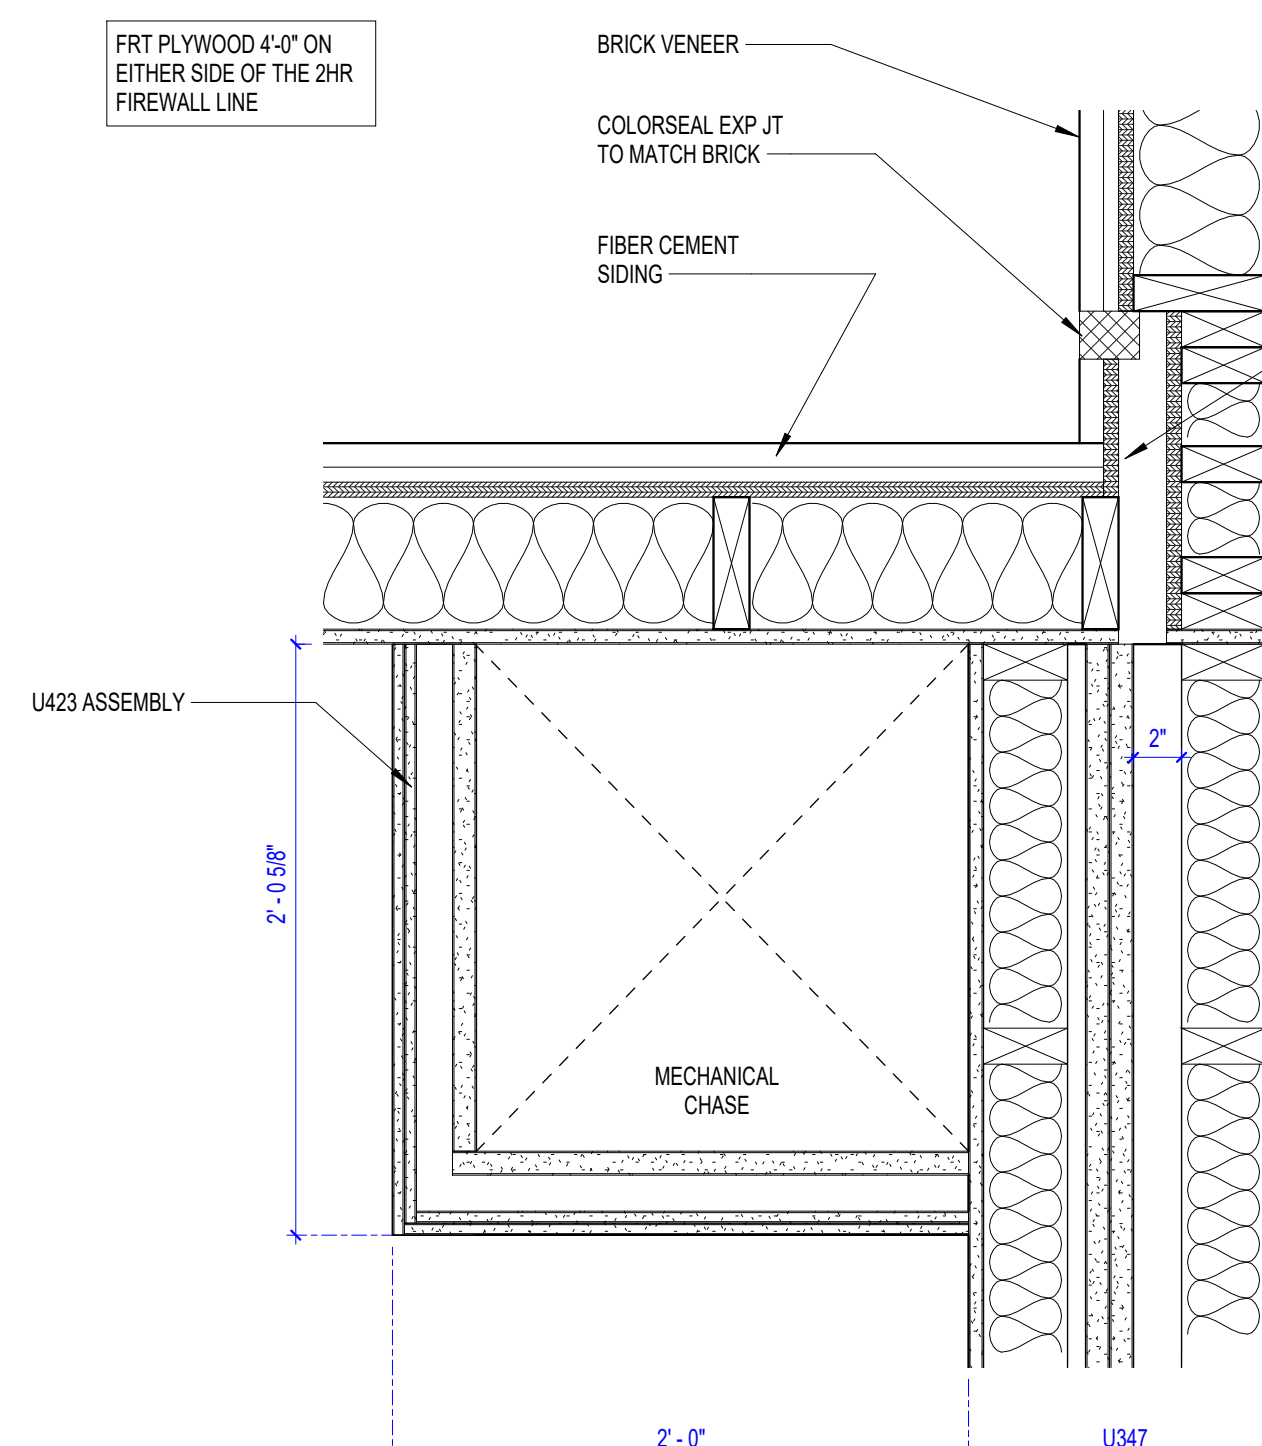 FRT PLYWOOD 4'-0" ON
EITHER SIDE OF THE 2HR
FIREWALL LINE
BRICK VENEER
COLORSEAL EXP JT
TO MATCH BRICK
FIBER CEMENT
SIDING
U423 ASSEMBLY
2"
2' - 0 5/8"
MECHANICAL
CHASE
2' - 0"
U347